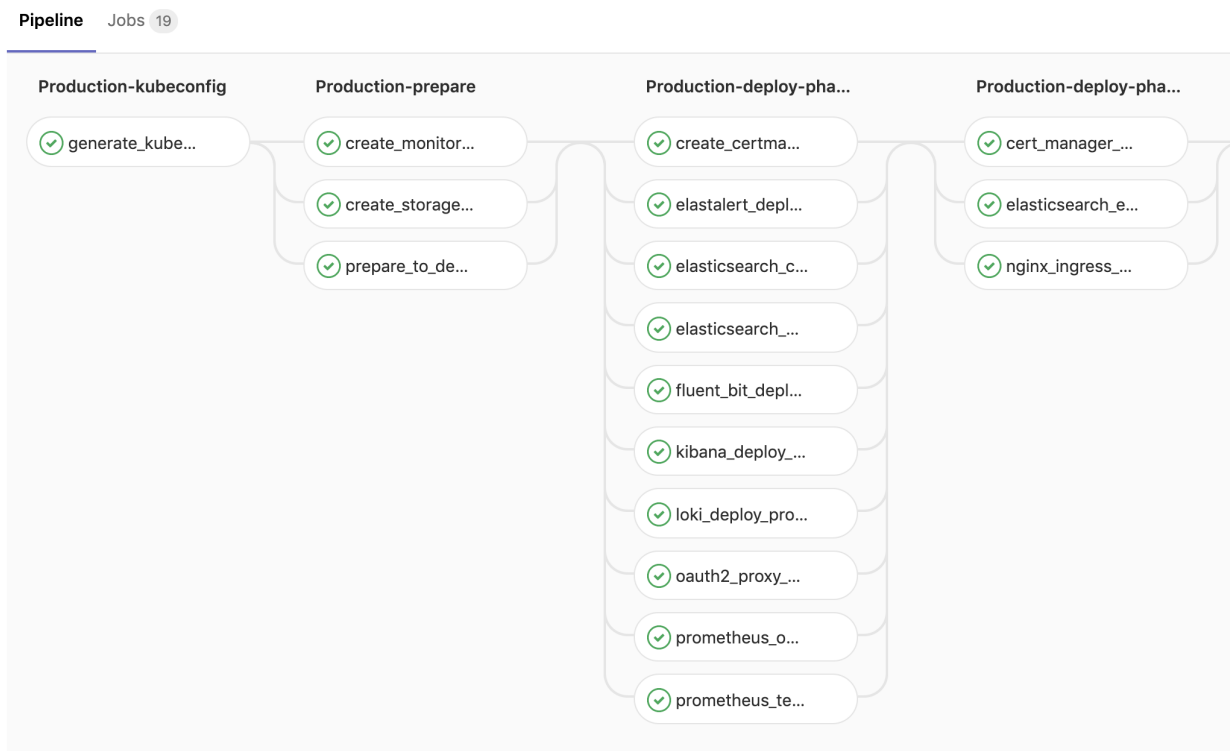 Pipeline Jobs 19
Production-kubeconfig
generate_kube...
Production-prepare
create_monitor...
create_storage...
prepare_to_de...
Production-deploy-pha...
create_certma...
elastalert_depl...
elasticsearch_c...
elasticsearch_...
fluent_bit_depl...
kibana_deploy_...
loki_deploy_pro...
oauth2_proxy_...
prometheus_o...
prometheus_te...
Production-deploy-pha...
cert_manager_...
elasticsearch_e...
nginx_ingress_...